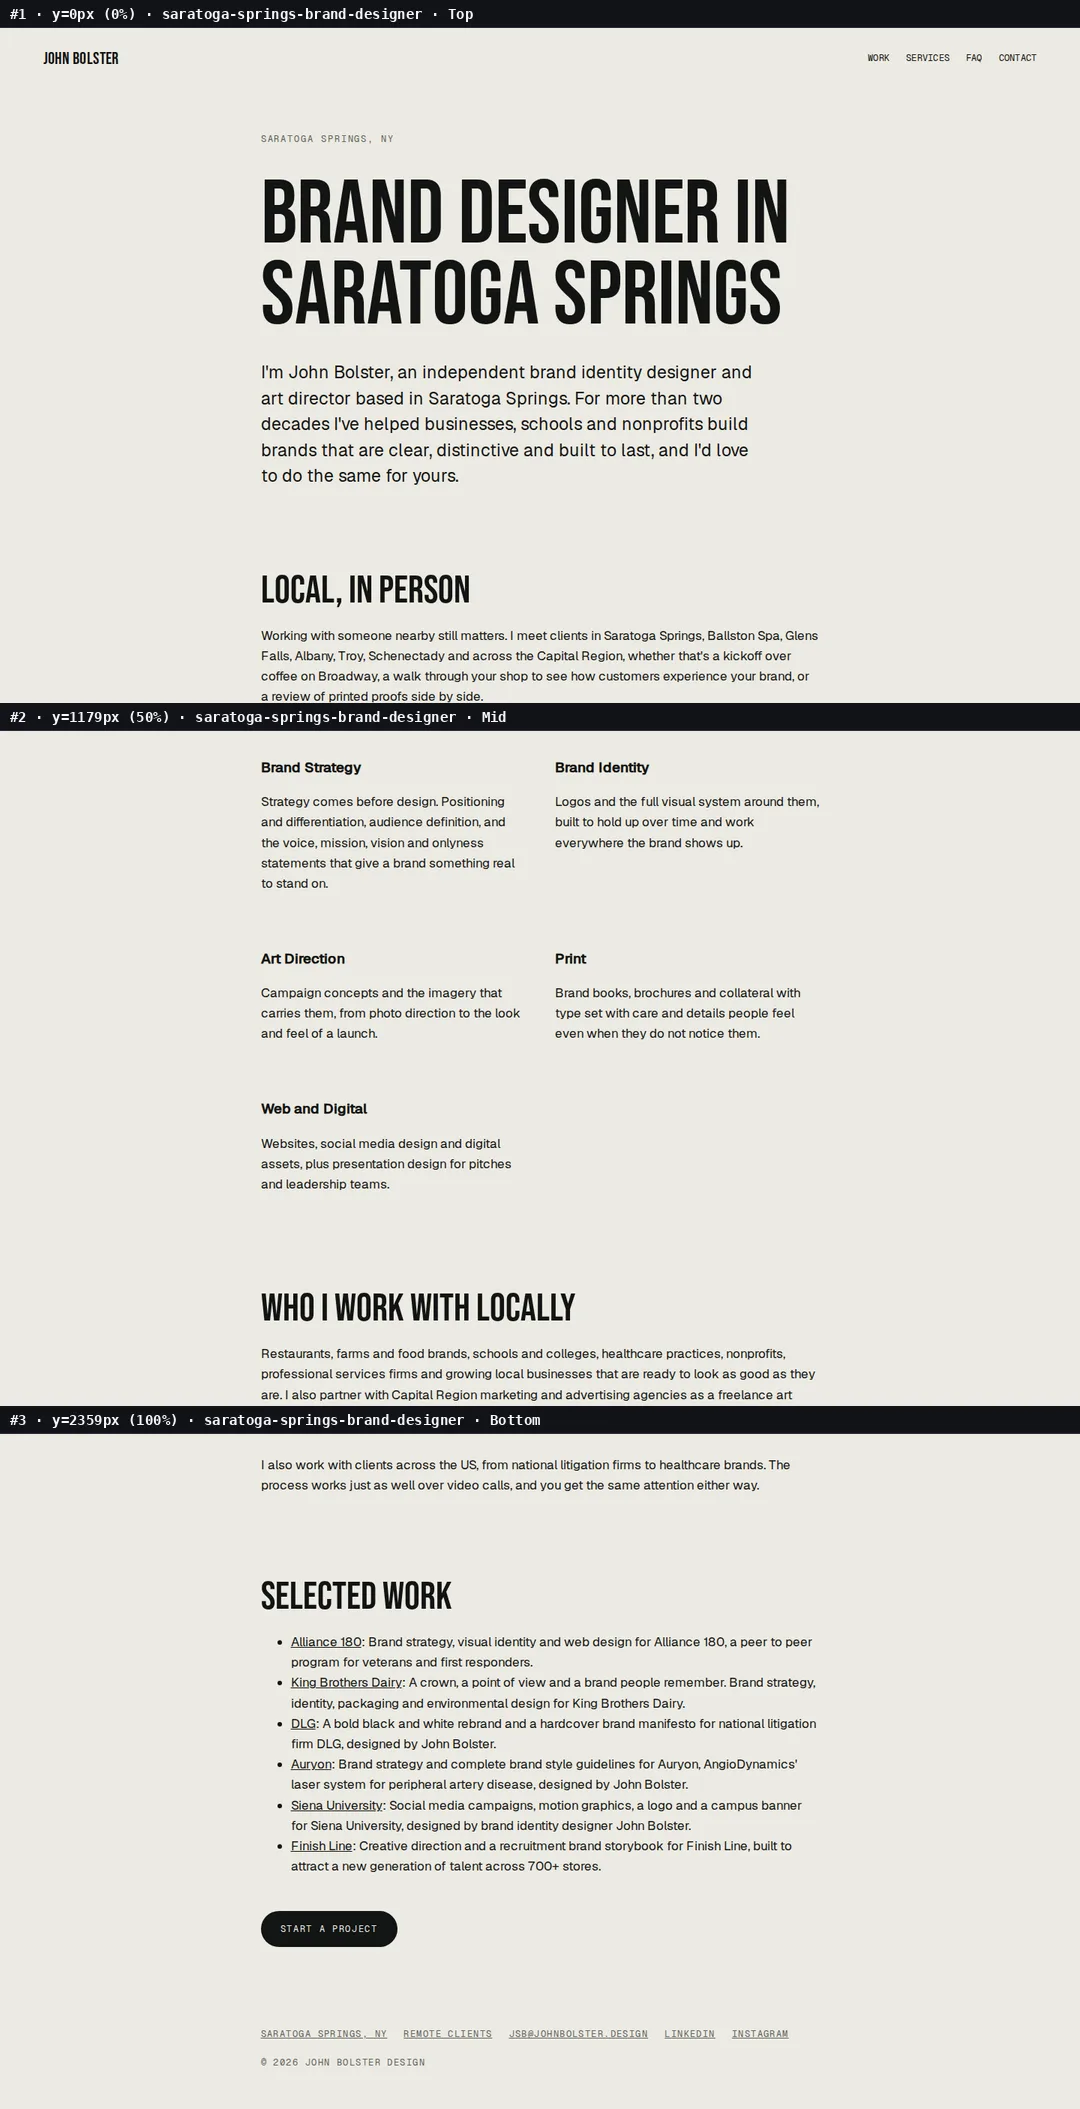 #1 · y=0px (0%) · saratoga-springs-brand-designer · Top
JOHN BOLSTER
WORK SERVICES FAQ CONTACT
SARATOGA SPRINGS, NY
BRAND DESIGNER IN
SARATOGA SPRINGS
I'm John Bolster, an independent brand identity designer and
art director based in Saratoga Springs. For more than two
decades I've helped businesses, schools and nonprofits build
brands that are clear, distinctive and built to last, and I'd love
to do the same for yours.
LOCAL, IN PERSON
Working with someone nearby still matters. I meet clients in Saratoga Springs, Ballston Spa, Glens
Falls, Albany, Troy, Schenectady and across the Capital Region, whether that's a kickoff over
coffee on Broadway, a walk through your shop to see how customers experience your brand, or
a review of printed proofs side by side.
#2 · y=1179px (50%) · saratoga-springs-brand-designer · Mid
Brand Strategy
Strategy comes before design. Positioning
and differentiation, audience definition, and
the voice, mission, vision and onlyness
statements that give a brand something real
to stand on.
Brand Identity
Logos and the full visual system around them,
built to hold up over time and work
everywhere the brand shows up.
Art Direction
Campaign concepts and the imagery that
carries them, from photo direction to the look
and feel of a launch.
Print
Brand books, brochures and collateral with
type set with care and details people feel
even when they do not notice them.
Web and Digital
Websites, social media design and digital
assets, plus presentation design for pitches
and leadership teams.
WHO I WORK WITH LOCALLY
Restaurants, farms and food brands, schools and colleges, healthcare practices, nonprofits,
professional services firms and growing local businesses that are ready to look as good as they
are. I also partner with Capital Region marketing and advertising agencies as a freelance art
#3 · y=2359px (100%) · saratoga-springs-brand-designer · Bottom
I also work with clients across the US, from national litigation firms to healthcare brands. The
process works just as well over video calls, and you get the same attention either way.
SELECTED WORK
• Alliance 180: Brand strategy, visual identity and web design for Alliance 180, a peer to peer
program for veterans and first responders.
• King Brothers Dairy: A crown, a point of view and a brand people remember. Brand strategy,
identity, packaging and environmental design for King Brothers Dairy.
• DLG: A bold black and white rebrand and a hardcover brand manifesto for national litigation
firm DLG, designed by John Bolster.
• Auryon: Brand strategy and complete brand style guidelines for Auryon, AngioDynamics'
laser system for peripheral artery disease, designed by John Bolster.
• Siena University: Social media campaigns, motion graphics, a logo and a campus banner
for Siena University, designed by brand identity designer John Bolster.
• Finish Line: Creative direction and a recruitment brand storybook for Finish Line, built to
attract a new generation of talent across 700+ stores.
START A PROJECT
SARATOGA SPRINGS, NY REMOTE CLIENTS JSB@JOHNBOLSTER.DESIGN LINKEDIN INSTAGRAM
© 2026 JOHN BOLSTER DESIGN